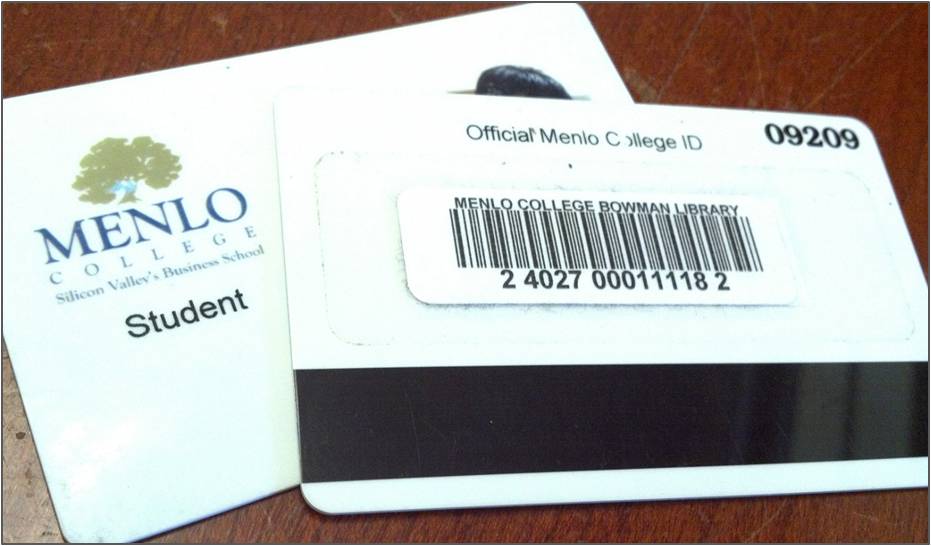 MENLO
COLLEGE
Silicon Valley's Business School
Student
Official Menlo College ID
09209
MENLO COLLEGE BOWMAN LIBRARY
2 4027 00011118 2